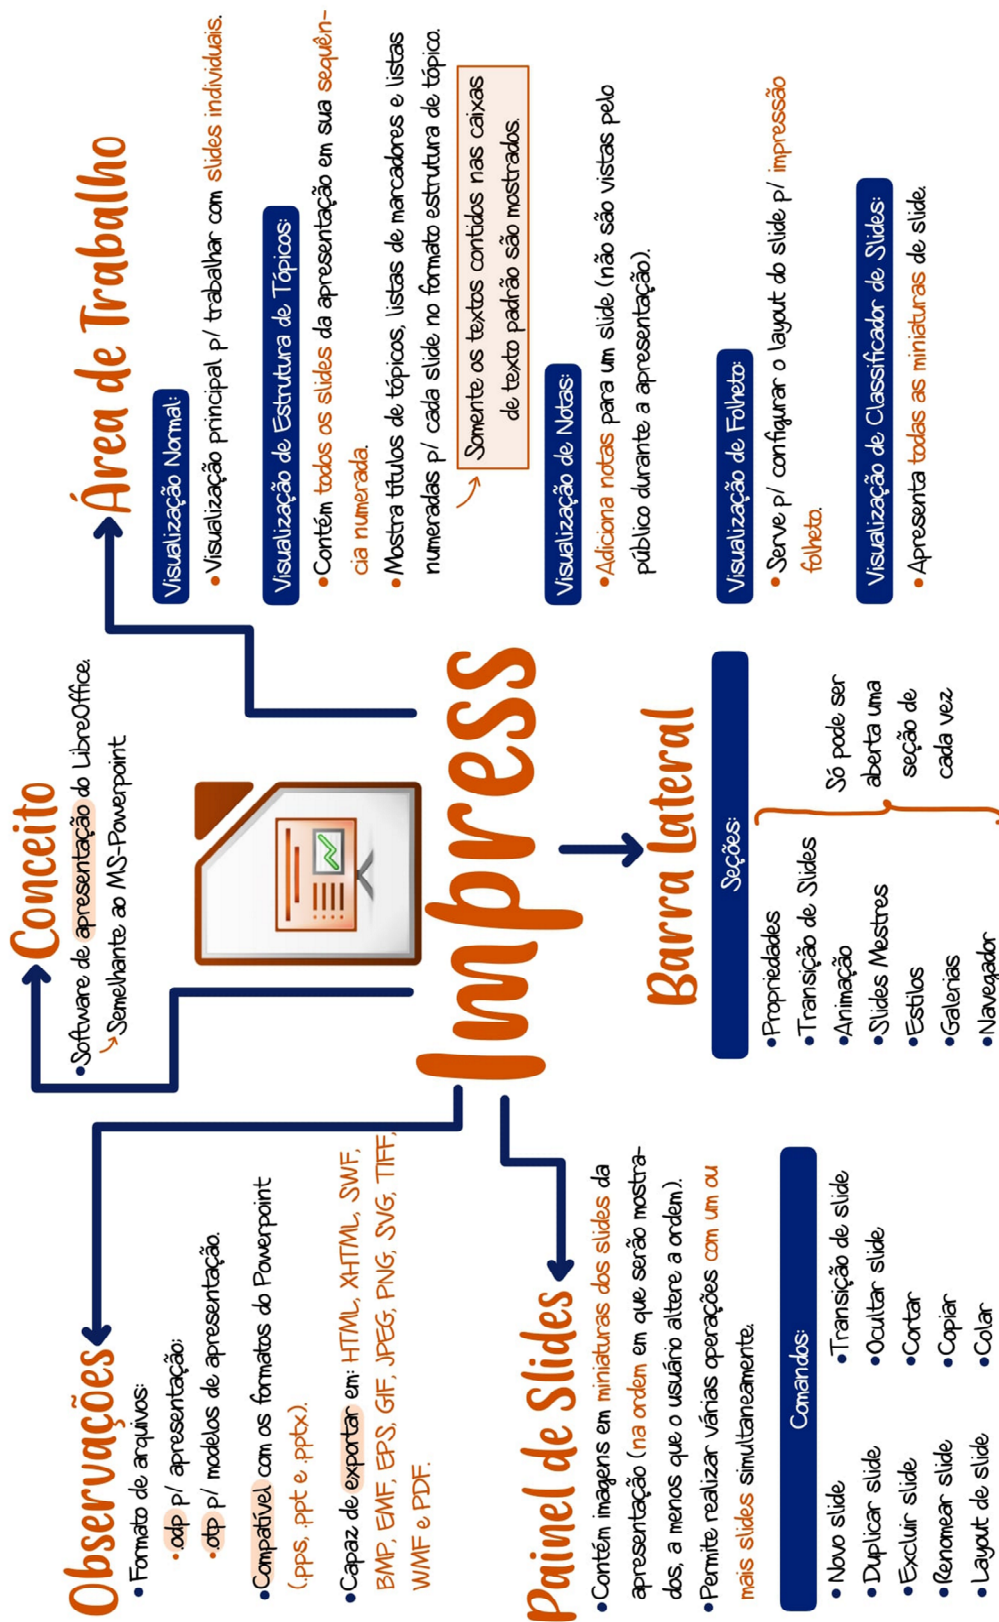 Impress
Conceito
•Software de apresentação do LibreOffice.
Semelhante ao MS-Powerpoint
Área de Trabalho
Visualização Normal:
•Visualização principal p/ trabalhar com slides individuais.
Visualização de Estrutura de Tópicos:
•Contém todos os slides da apresentação em sua sequên-
cia numerada.
•Mostra títulos de tópicos, listas de marcadores e listas
numeradas p/ cada slide no formato estrutura de tópico.
Somente os textos contidos nas caixas
de texto padrão são mostrados.
Visualização de Notas:
•Adiciona notas para um slide (não são vistas pelo
público durante a apresentação).
Visualização de Folheto:
•Serve p/ configurar o layout do slide p/ impressão
folheto.
Visualização de Classificador de Slides:
•Apresenta todas as miniaturas de slide.
Barra Lateral
Seções:
•Propriedades
•Transição de Slides
•Animação
•Slides Mestres
•Estilos
•Galerias
•Navegador
Só pode ser
aberta uma
seção de
cada vez
Observações
•Formato de arquivos:
•.odp p/ apresentação;
•.otp p/ modelos de apresentação.
•Compatível com os formatos do Powerpoint
(.pps, .ppt e .pptx).
•Capaz de exportar em: HTML, XHTML, SWF,
BMP, EMF, EPS, GIF, JPEG, PNG, SVG, TIFF,
WMF e PDF.
Painel de Slides
•Contém imagens em miniaturas dos slides da
apresentação (na ordem em que serão mostra-
dos, a menos que o usuário altere a ordem).
•Permite realizar várias operações com um ou
mais slides simultaneamente.
Comandos:
•Novo slide
•Duplicar slide
•Excluir slide
•Renomear slide
•Layout de slide
•Transição de slide
•Ocultar slide
•Cortar
•Copiar
•Colar